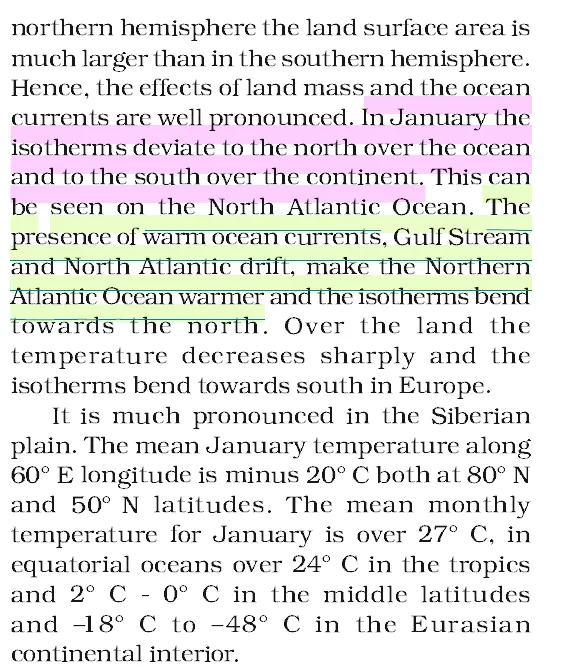 northern hemisphere the land surface area is
much larger than in the southern hemisphere.
Hence, the effects of land mass and the ocean
currents are well pronounced. In January the
isotherms deviate to the north over the ocean
and to the south over the continent. This can
be seen on the North Atlantic Ocean. The
presence of warm ocean currents, Gulf Stream
and North Atlantic drift, make the Northern
Atlantic Ocean warmer and the isotherms bend
towards the north. Over the land the
temperature decreases sharply and the
isotherms bend towards south in Europe.
It is much pronounced in the Siberian
plain. The mean January temperature along
60° E longitude is minus 20° C both at 80° N
and 50° N latitudes. The mean monthly
temperature for January is over 27° C, in
equatorial oceans over 24° C in the tropics
and 2° C - 0° C in the middle latitudes
and –18° C to –48° C in the Eurasian
continental interior.